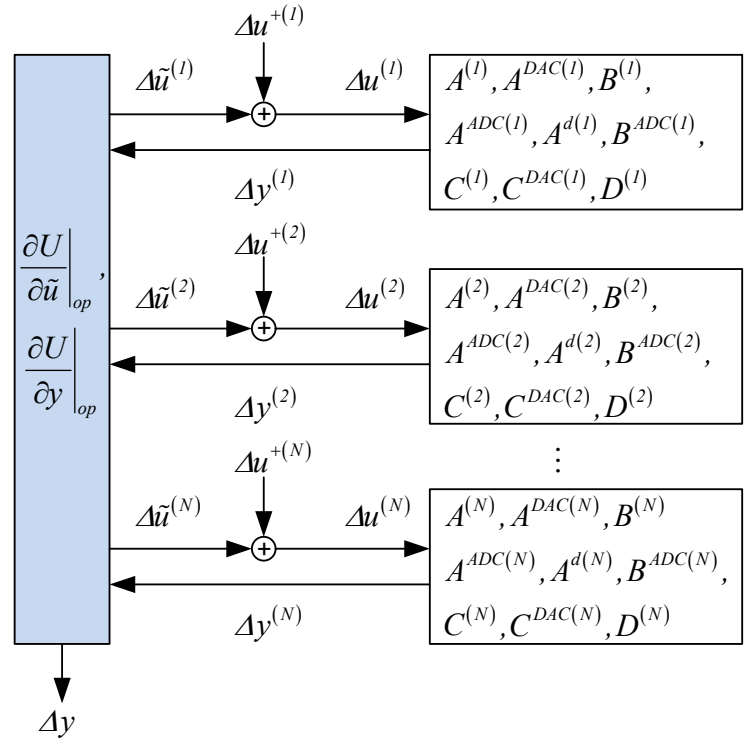 Δu⁺⁽¹⁾
Δũ⁽¹⁾
Δu⁽¹⁾
A⁽¹⁾, A^{DAC(1)}, B⁽¹⁾,
A^{ADC(1)}, A^{d(1)}, B^{ADC(1)},
C⁽¹⁾, C^{DAC(1)}, D⁽¹⁾
Δy⁽¹⁾
∂U/∂ũ|_{op},
∂U/∂y|_{op}
Δu⁺⁽²⁾
Δũ⁽²⁾
Δu⁽²⁾
A⁽²⁾, A^{DAC(2)}, B⁽²⁾,
A^{ADC(2)}, A^{d(2)}, B^{ADC(2)},
C⁽²⁾, C^{DAC(2)}, D⁽²⁾
Δy⁽²⁾
⋮
Δu^{+(N)}
Δũ^{(N)}
Δu^{(N)}
A^{(N)}, A^{DAC(N)}, B^{(N)}
A^{ADC(N)}, A^{d(N)}, B^{ADC(N)},
C^{(N)}, C^{DAC(N)}, D^{(N)}
Δy^{(N)}
Δy